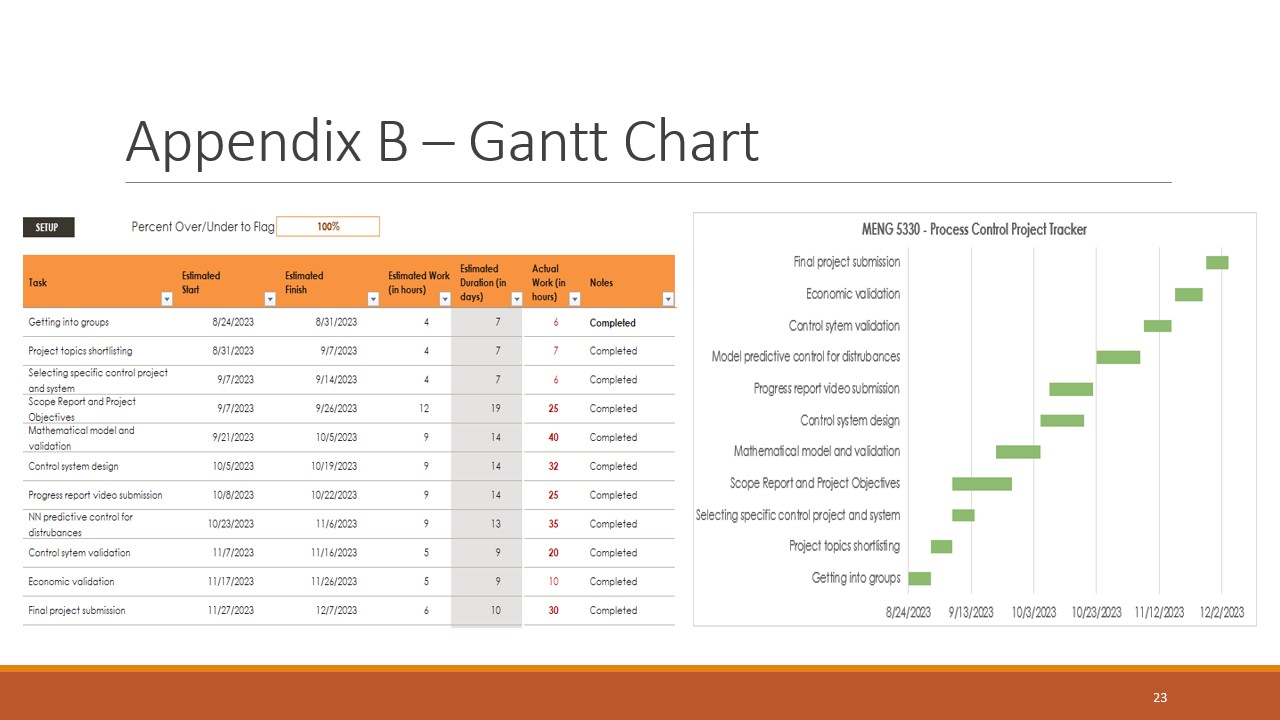 Appendix B – Gantt Chart
SETUP
Percent Over/Under to Flag
100%
Task
Estimated
Start
Estimated
Finish
Estimated Work
(in hours)
Estimated
Duration (in
days)
Actual
Work (in
hours)
Notes
Getting into groups 8/24/2023 8/31/2023 4 7 6 Completed
Project topics shortlisting 8/31/2023 9/7/2023 4 7 7 Completed
Selecting specific control project
and system 9/7/2023 9/14/2023 4 7 6 Completed
Scope Report and Project
Objectives 9/7/2023 9/26/2023 12 19 25 Completed
Mathematical model and
validation 9/21/2023 10/5/2023 9 14 40 Completed
Control system design 10/5/2023 10/19/2023 9 14 32 Completed
Progress report video submission 10/8/2023 10/22/2023 9 14 25 Completed
NN predictive control for
distrubances 10/23/2023 11/6/2023 9 13 35 Completed
Control sytem validation 11/7/2023 11/16/2023 5 9 20 Completed
Economic validation 11/17/2023 11/26/2023 5 9 10 Completed
Final project submission 11/27/2023 12/7/2023 6 10 30 Completed
MENG 5330 - Process Control Project Tracker
Final project submission
Economic validation
Control sytem validation
Model predictive control for distrubances
Progress report video submission
Control system design
Mathematical model and validation
Scope Report and Project Objectives
Selecting specific control project and system
Project topics shortlisting
Getting into groups
8/24/2023 9/13/2023 10/3/2023 10/23/2023 11/12/2023 12/2/2023
23